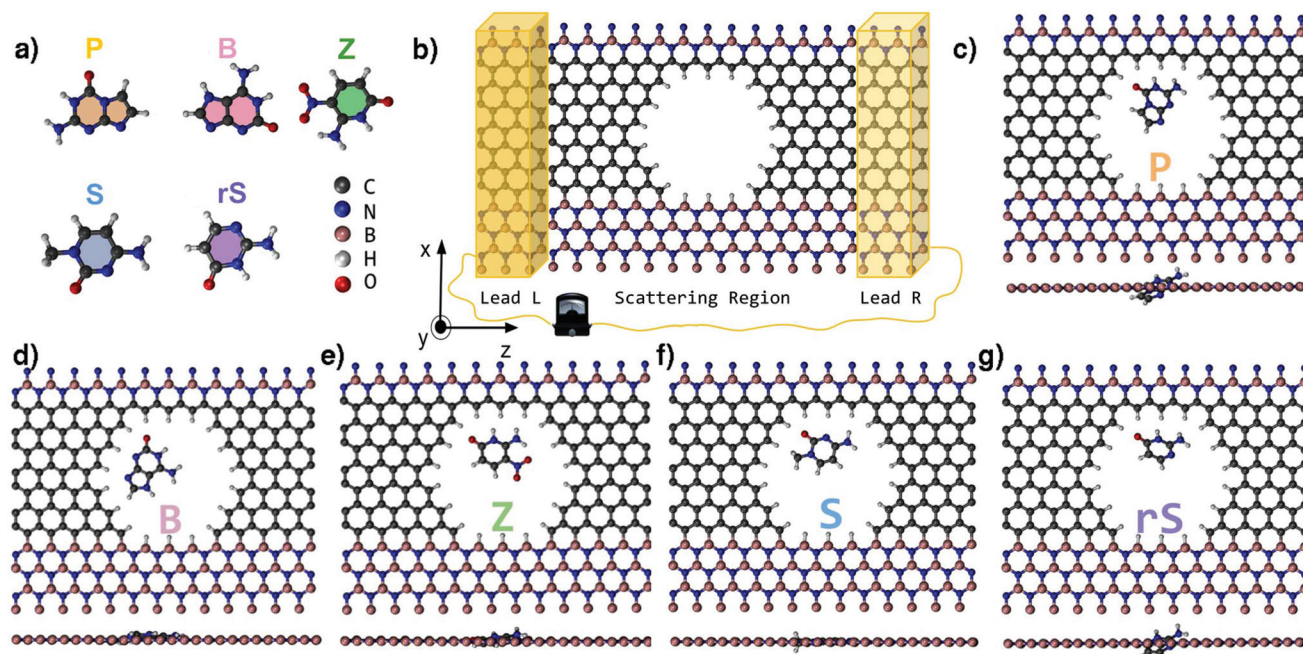 a)
P
B
Z
S
rS
C
N
B
H
O
b)
x
y
z
Lead L
Scattering Region
Lead R
c)
P
d)
B
e)
Z
f)
S
g)
rS